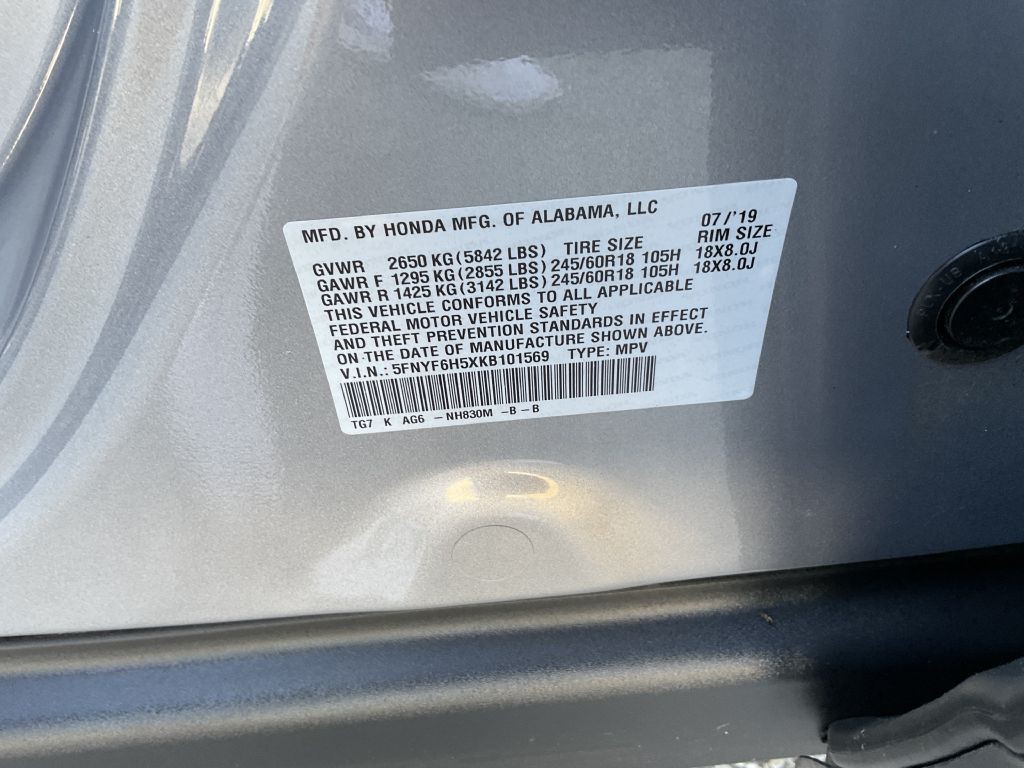 MFD. BY HONDA MFG. OF ALABAMA, LLC 07/'19
GVWR 2650 KG (5842 LBS) TIRE SIZE RIM SIZE
GAWR F 1295 KG (2855 LBS) 245/60R18 105H 18X8.0J
GAWR R 1425 KG (3142 LBS) 245/60R18 105H 18X8.0J
THIS VEHICLE CONFORMS TO ALL APPLICABLE
FEDERAL MOTOR VEHICLE SAFETY
AND THEFT PREVENTION STANDARDS IN EFFECT
ON THE DATE OF MANUFACTURE SHOWN ABOVE.
V.I.N.: 5FNYF6H5XKB101569 TYPE: MPV
TG7 K AG6 -NH830M -B -B